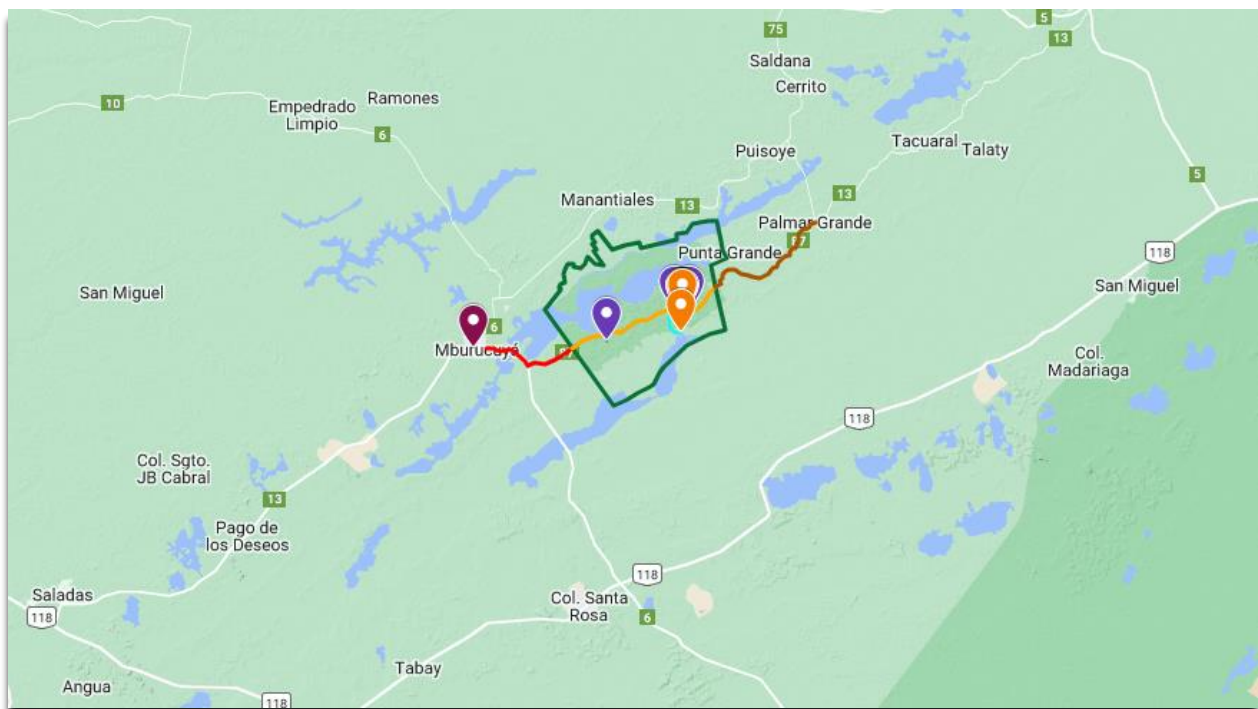 5
75
13
Saldana
Cerrito
10
Ramones
Empedrado
Limpio
6
Tacuaral
Talaty
Puisoye
5
Manantiales
13
13
Palmar Grande
Punta Grande
118
San Miguel
San Miguel
6
Mburucuyá
Col.
Madariaga
118
Col. Sgto.
JB Cabral
13
Pago de
los Deseos
118
Saladas
118
Col. Santa
Rosa
6
Tabay
Angua
118